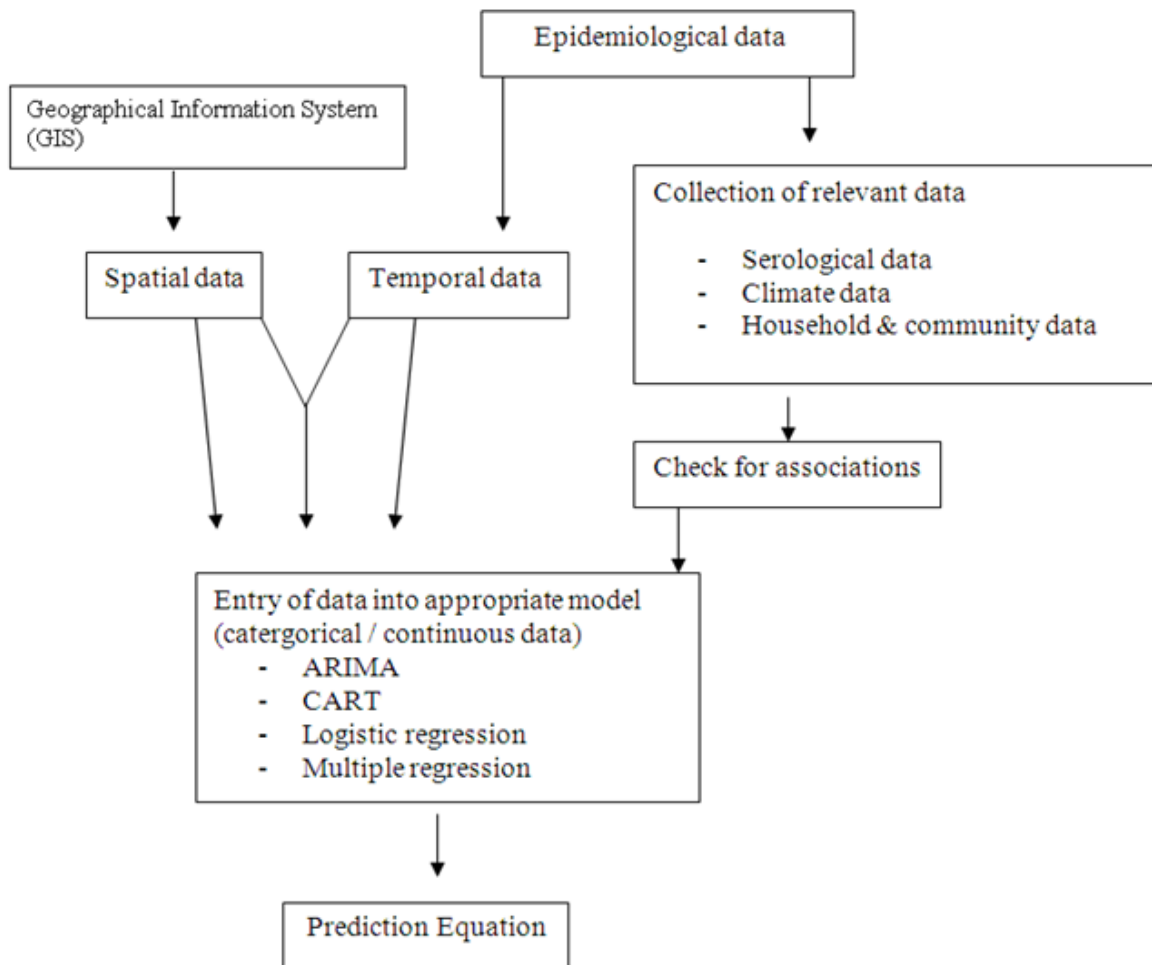 Epidemiological data
Geographical Information System
(GIS)
Collection of relevant data
- Serological data
- Climate data
- Household & community data
Spatial data
Temporal data
Check for associations
Entry of data into appropriate model
(catergorical / continuous data)
- ARIMA
- CART
- Logistic regression
- Multiple regression
Prediction Equation